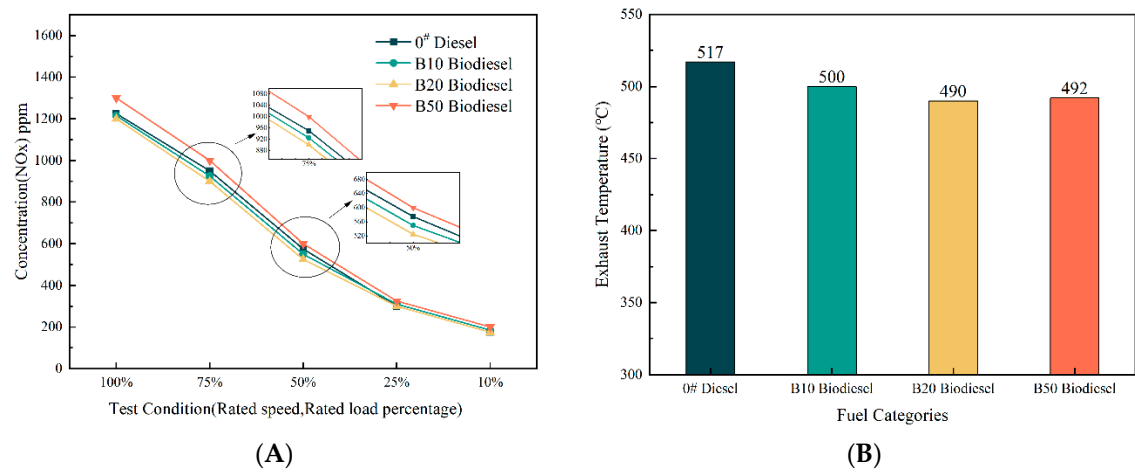 1600
1400
1200
1000
800
600
400
200
0
Concentration(NOx) ppm
0# Diesel
B10 Biodiesel
B20 Biodiesel
B50 Biodiesel
1080
1040
1000
960
920
880
75%
680
640
600
560
520
50%
100% 75% 50% 25% 10%
Test Condition(Rated speed,Rated load percentage)
(A)
550
500
450
400
350
300
Exhaust Temperature (°C)
517
500
490
492
0# Diesel B10 Biodiesel B20 Biodiesel B50 Biodiesel
Fuel Categories
(B)